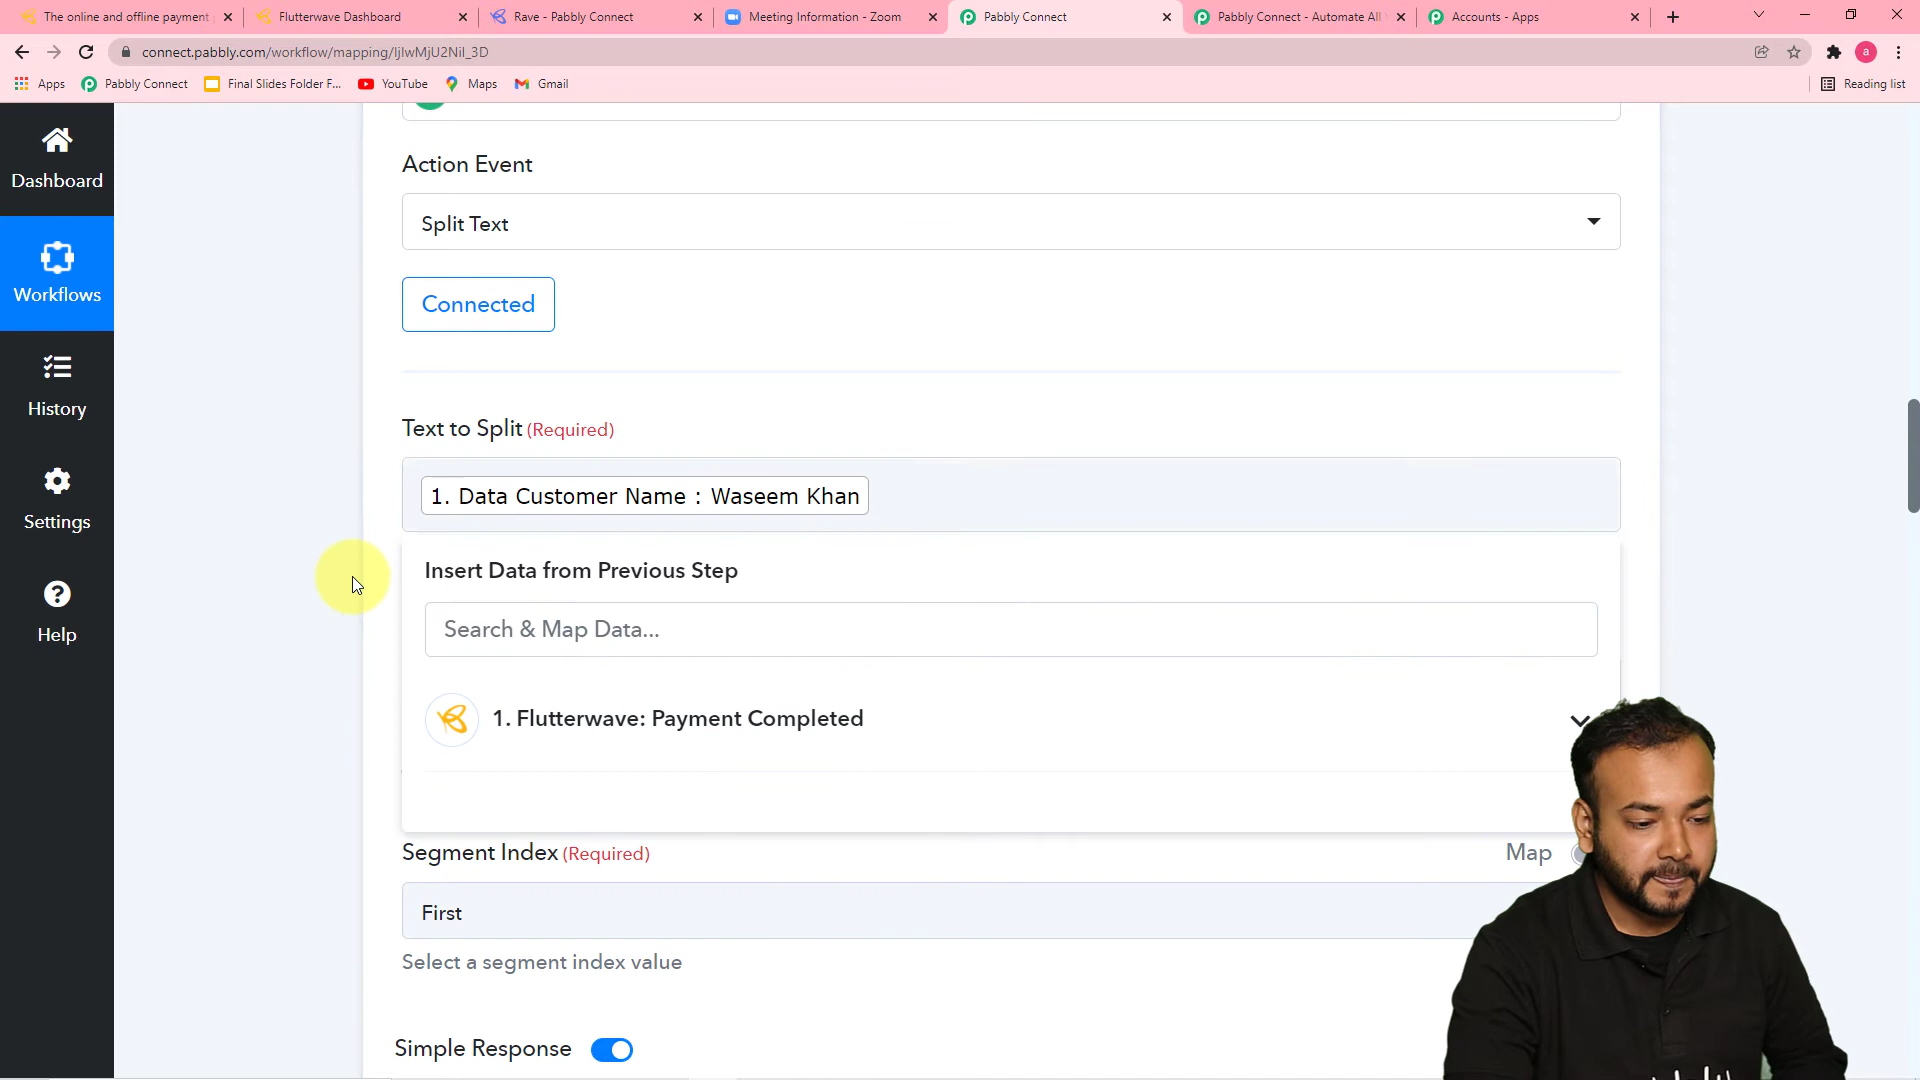 The online and offline payment
Flutterwave Dashboard
Rave - Pabbly Connect
Meeting Information - Zoom
Pabbly Connect
Pabbly Connect - Automate All
Accounts - Apps
connect.pabbly.com/workflow/mapping/IjIwMjU2NiI_3D
a
Apps
Pabbly Connect
Final Slides Folder F...
YouTube
Maps
Gmail
Reading list
Dashboard
Workflows
History
Settings
Help
Action Event
Split Text
Connected
Text to Split (Required)
1. Data Customer Name : Waseem Khan
Insert Data from Previous Step
Search & Map Data...
1. Flutterwave: Payment Completed
Segment Index (Required)
Map
First
Select a segment index value
Simple Response